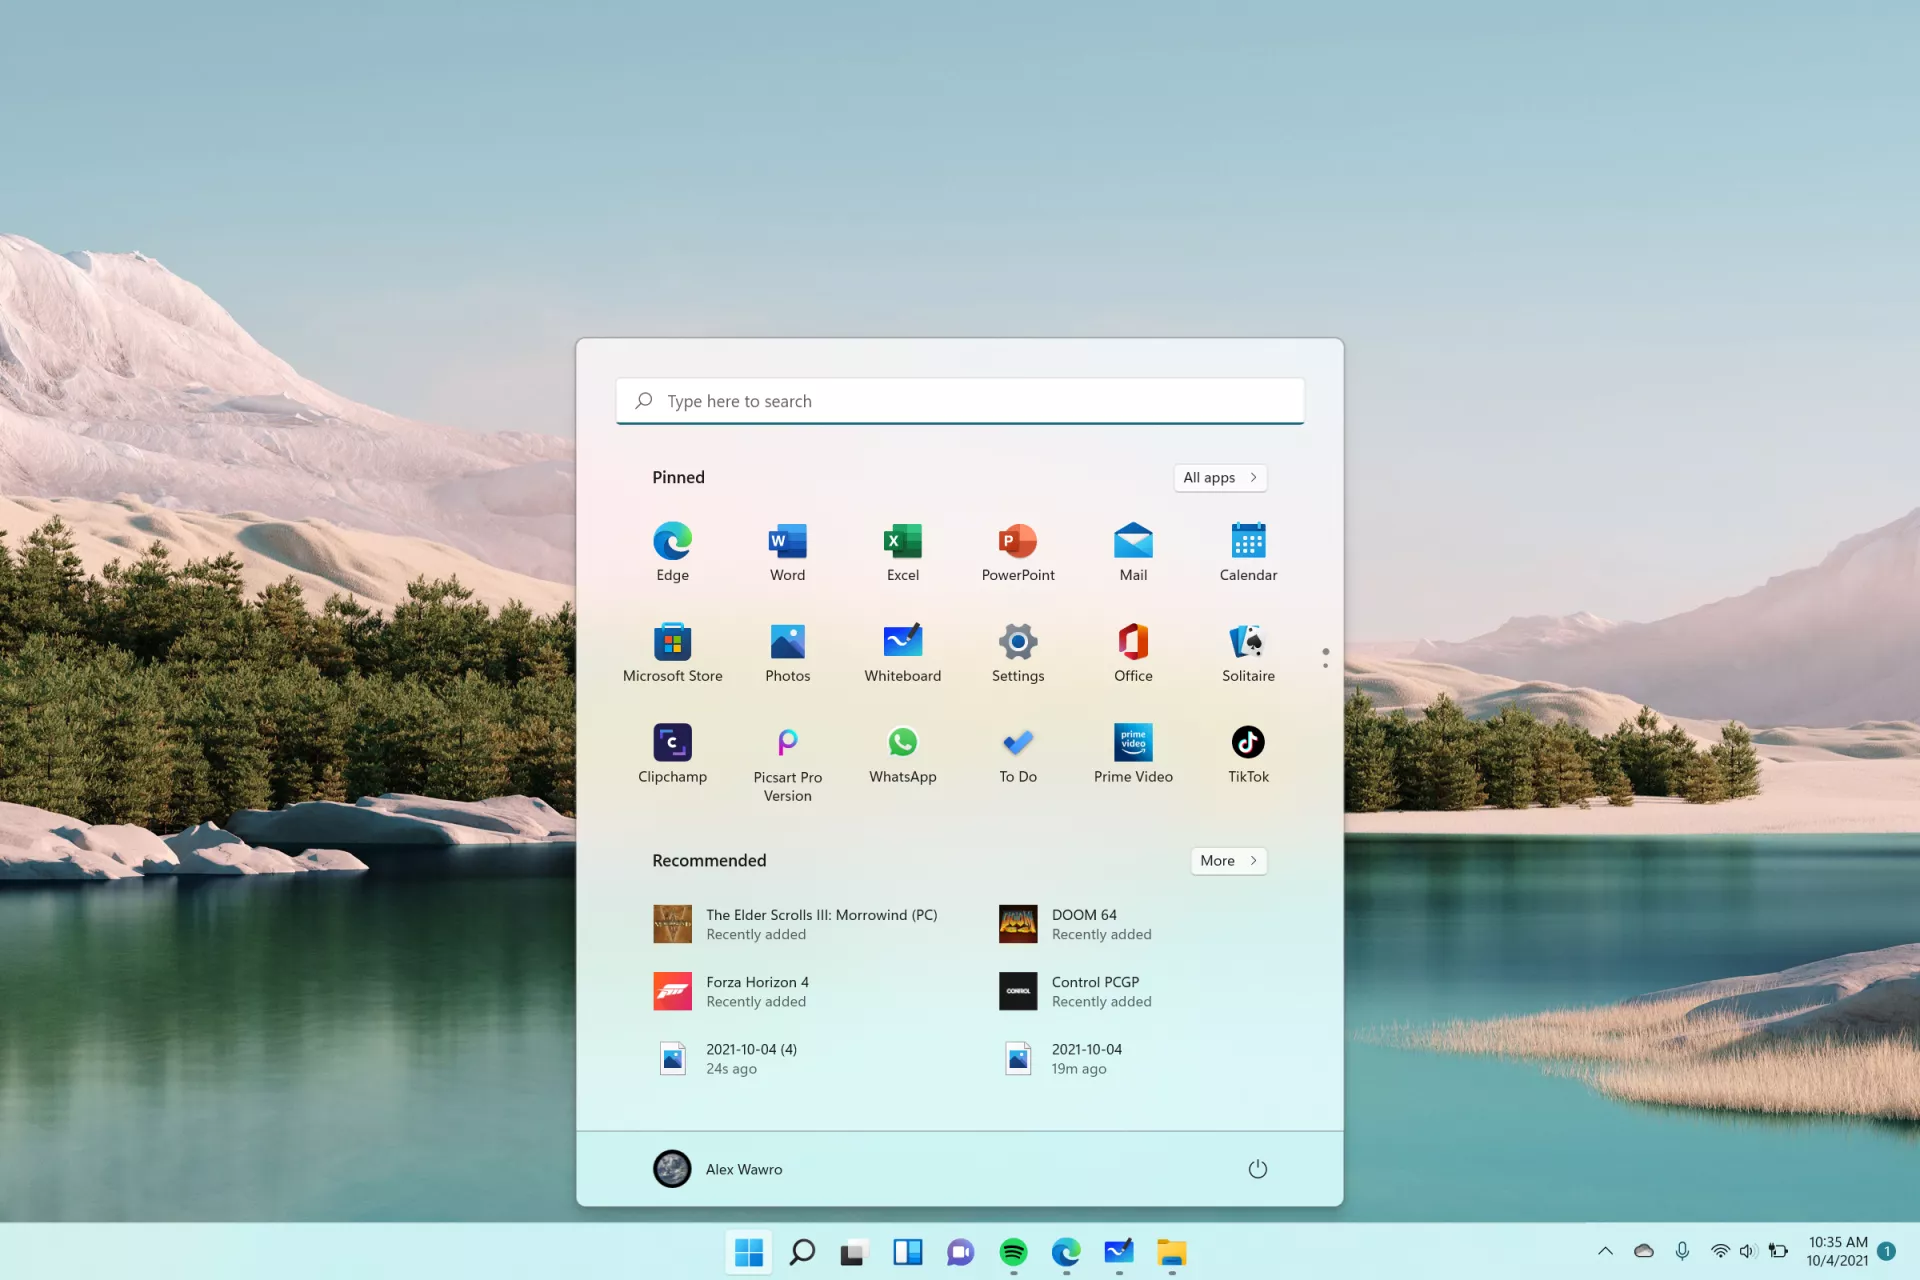 Type here to search
Pinned
All apps
Edge
Word
Excel
PowerPoint
Mail
Calendar
Microsoft Store
Photos
Whiteboard
Settings
Office
Solitaire
prime
video
Clipchamp
Picsart Pro
Version
WhatsApp
To Do
Prime Video
TikTok
Recommended
More
The Elder Scrolls III: Morrowind (PC)
Recently added
DOOM 64
Recently added
Forza Horizon 4
Recently added
CONTROL
Control PCGP
Recently added
2021-10-04 (4)
24s ago
2021-10-04
19m ago
Alex Wawro
10:35 AM
10/4/2021
1